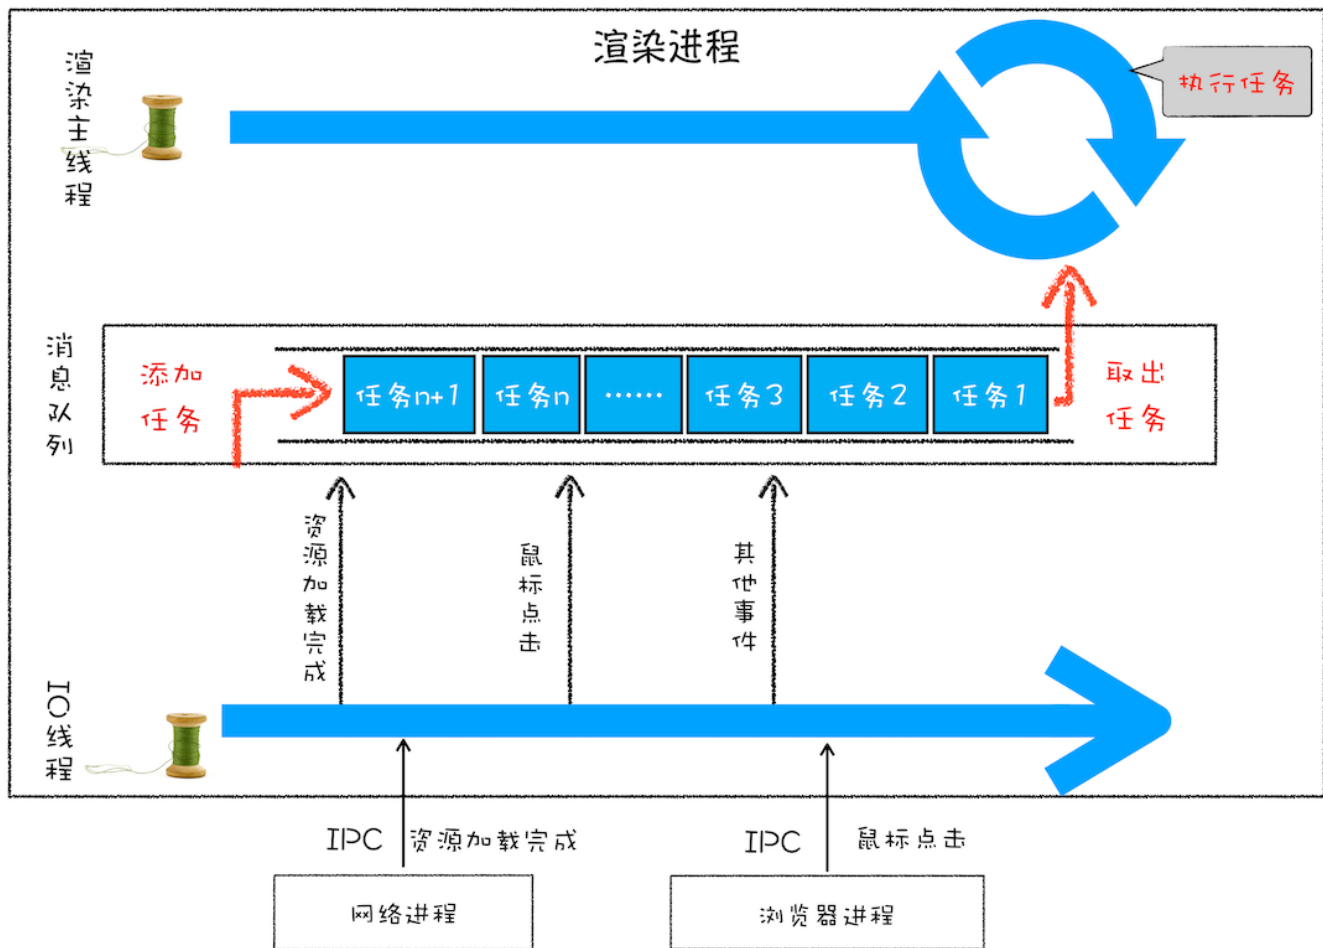 渲染进程
渲染主线程
执行任务
消息队列
添加
任务
任务n+1
任务n
……
任务3
任务2
任务1
取出
任务
资源加载完成
鼠标点击
其他事件
IO线程
IPC 资源加载完成
IPC 鼠标点击
网络进程
浏览器进程